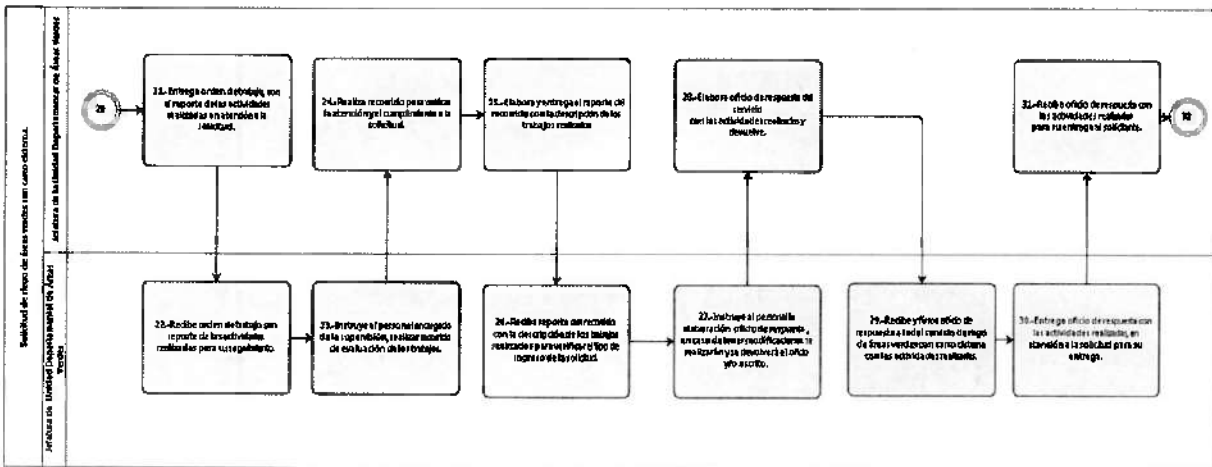 Solicitud de riego de áreas verdes con carro cisterna.
Jefatura de la Unidad Departamental de Áreas Verdes
20
21.-Entrega orden de trabajo, con
el reporte de las actividades
realizadas en atención a la
solicitud.
24.-Realiza recorrido para verificar
la atención y el cumplimiento a la
solicitud.
25.-Elabora y entrega el reporte del
recorrido con la descripción de los
trabajos realizados
28.-Elabora oficio de respuesta del
servicio
con las actividades realizadas y
devuelve.
31.-Recibe oficio de respuesta con
las actividades realizadas
para su entrega al solicitante.
Jefatura de Unidad Departamental de Áreas
Verdes
22.-Recibe orden de trabajo con
reporte de las actividades
realizadas para su seguimiento.
23.-Instruye al personal encargado
de la supervisión, realizar recorrido
de evaluación de los trabajos.
26.-Recibe reporte del recorrido
con la descripción de los trabajos
realizados para verificar el tipo de
ingreso de la solicitud.
27.-Instruye al personal la
elaboración oficio de respuesta,
en caso de tener modificaciones se
realizarán y se devolverá el oficio
y/o escrito.
29.-Recibe y firma oficio de
respuesta a la
servicio de riego
de áreas verdes con carro cisterna
con las actividades realizadas.
30.-Entrega oficio de respuesta con
las actividades realizadas, en
atención a la solicitud para su
entrega.